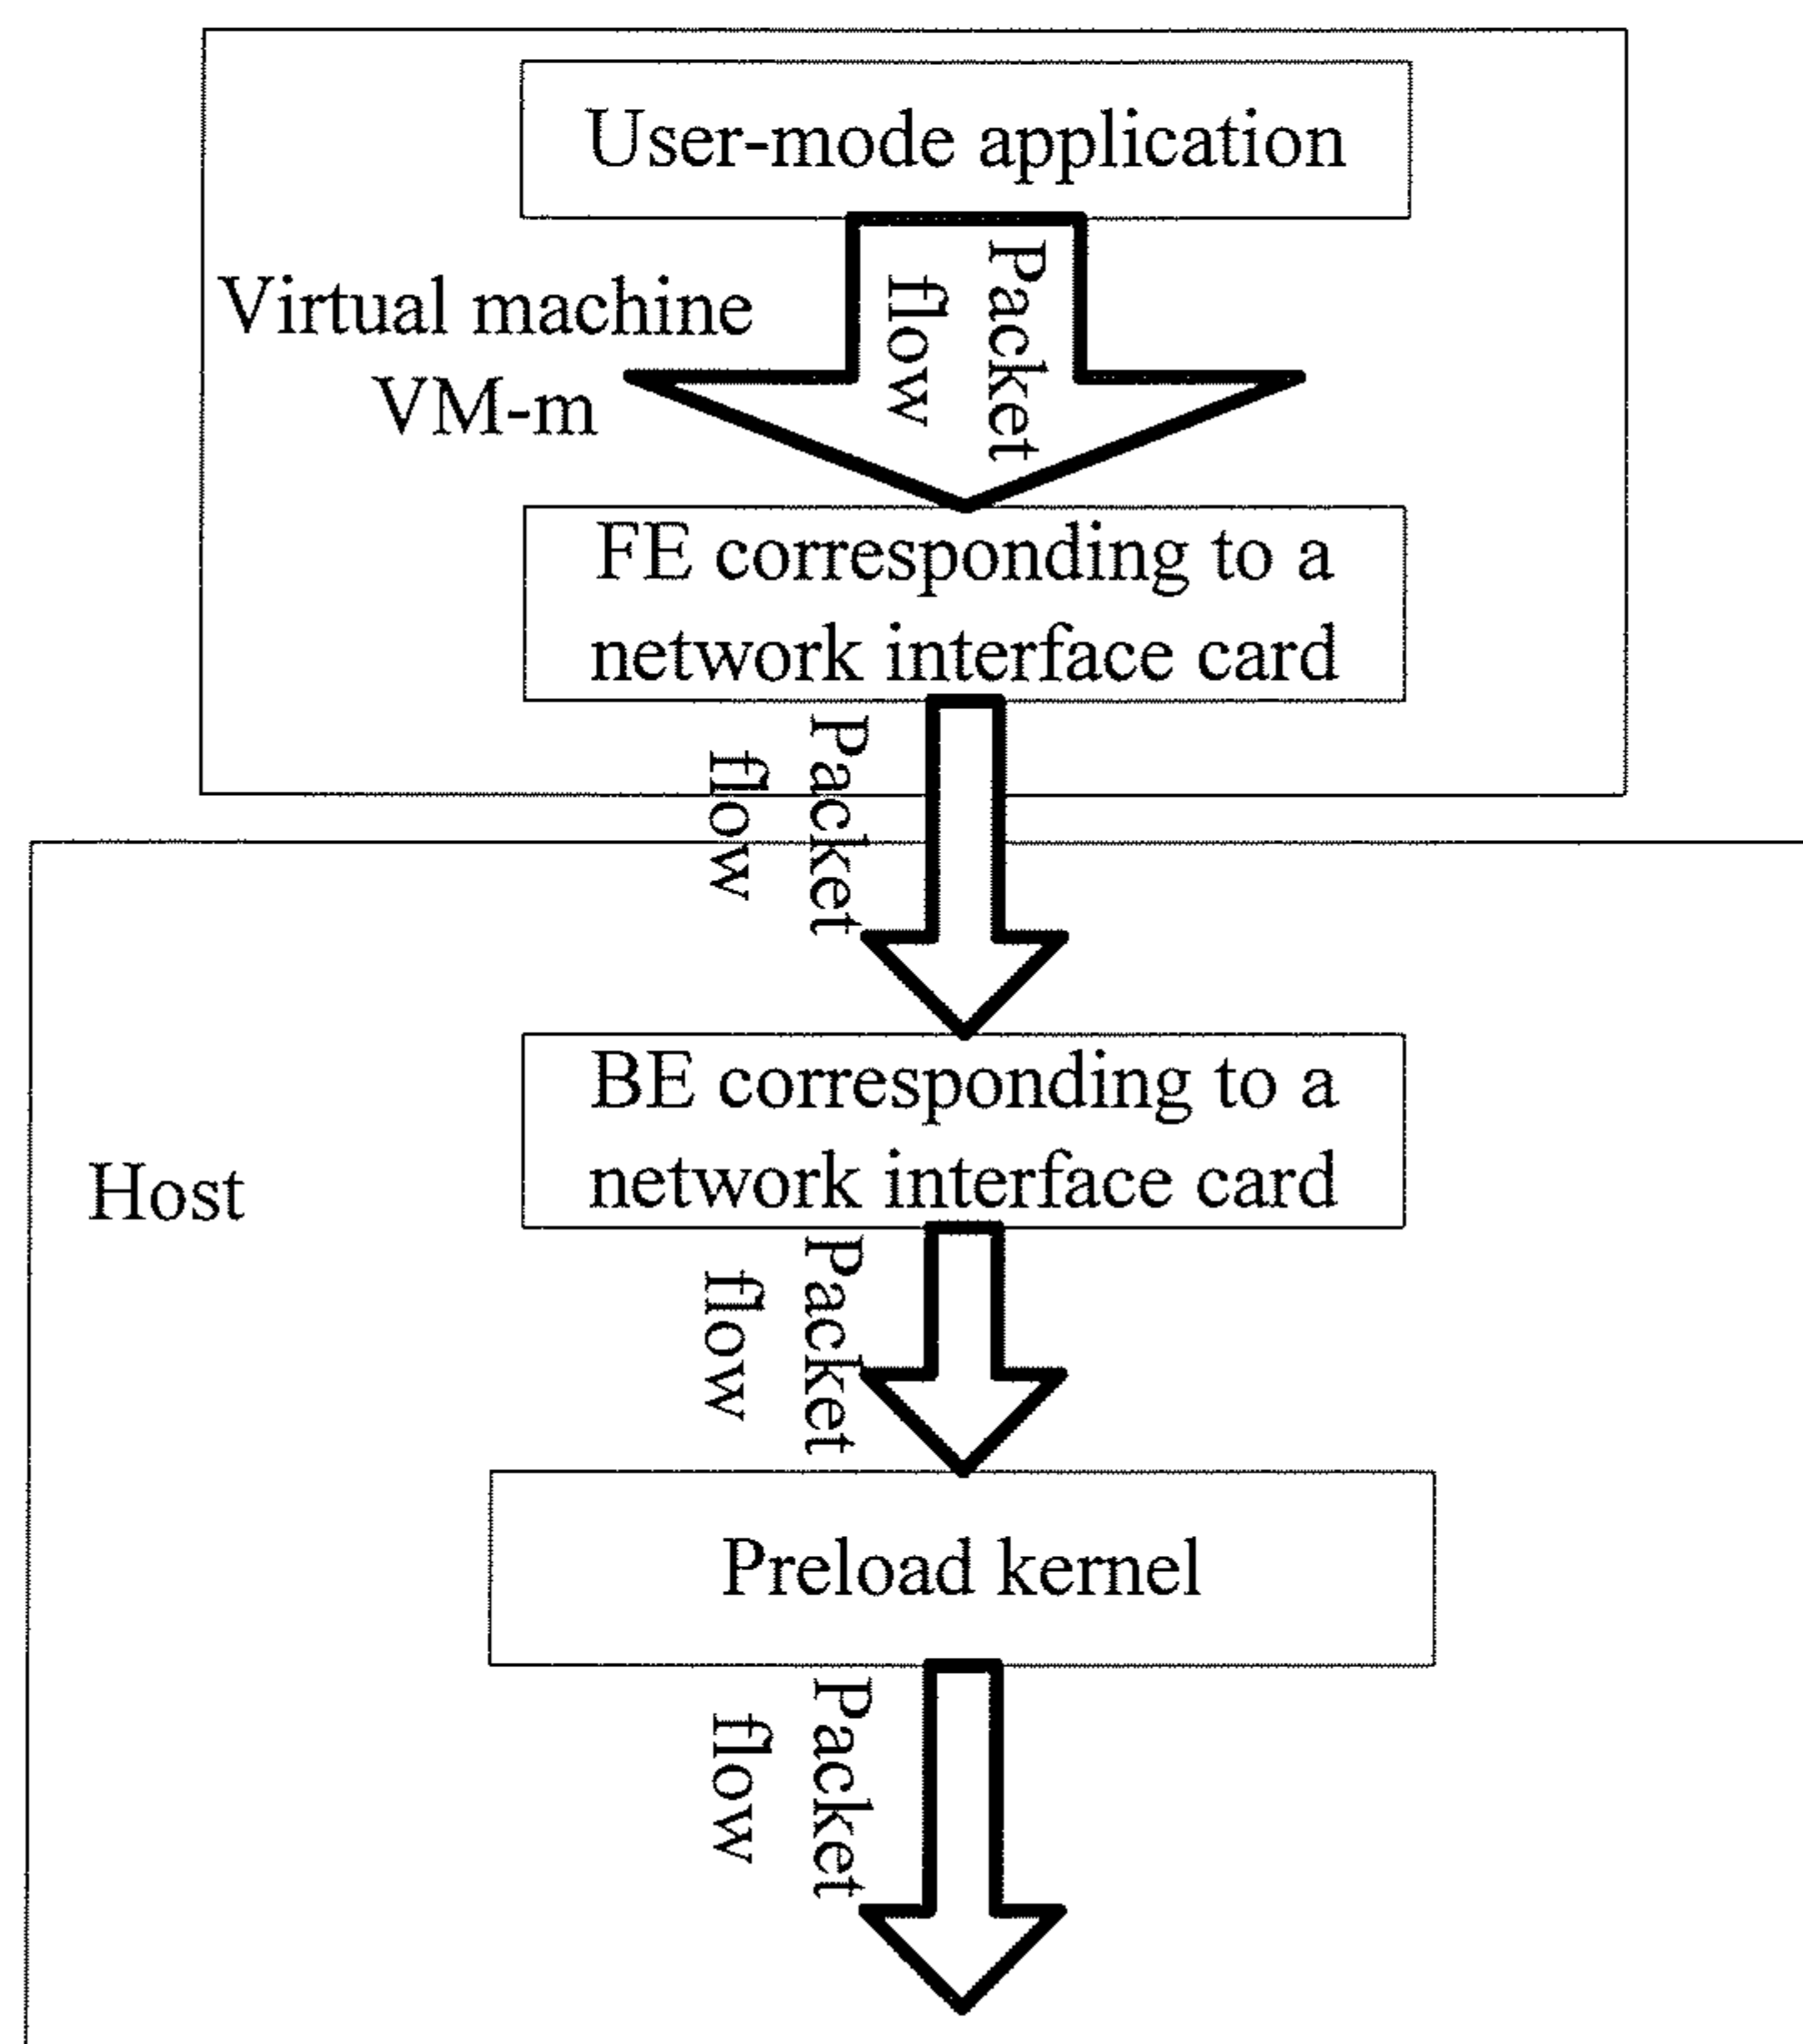 User-mode application
Packet
flow
Virtual machine
VM-m
FE corresponding to a
network interface card
Packet
flow
BE corresponding to a
network interface card
Host
Packet
flow
Preload kernel
Packet
flow